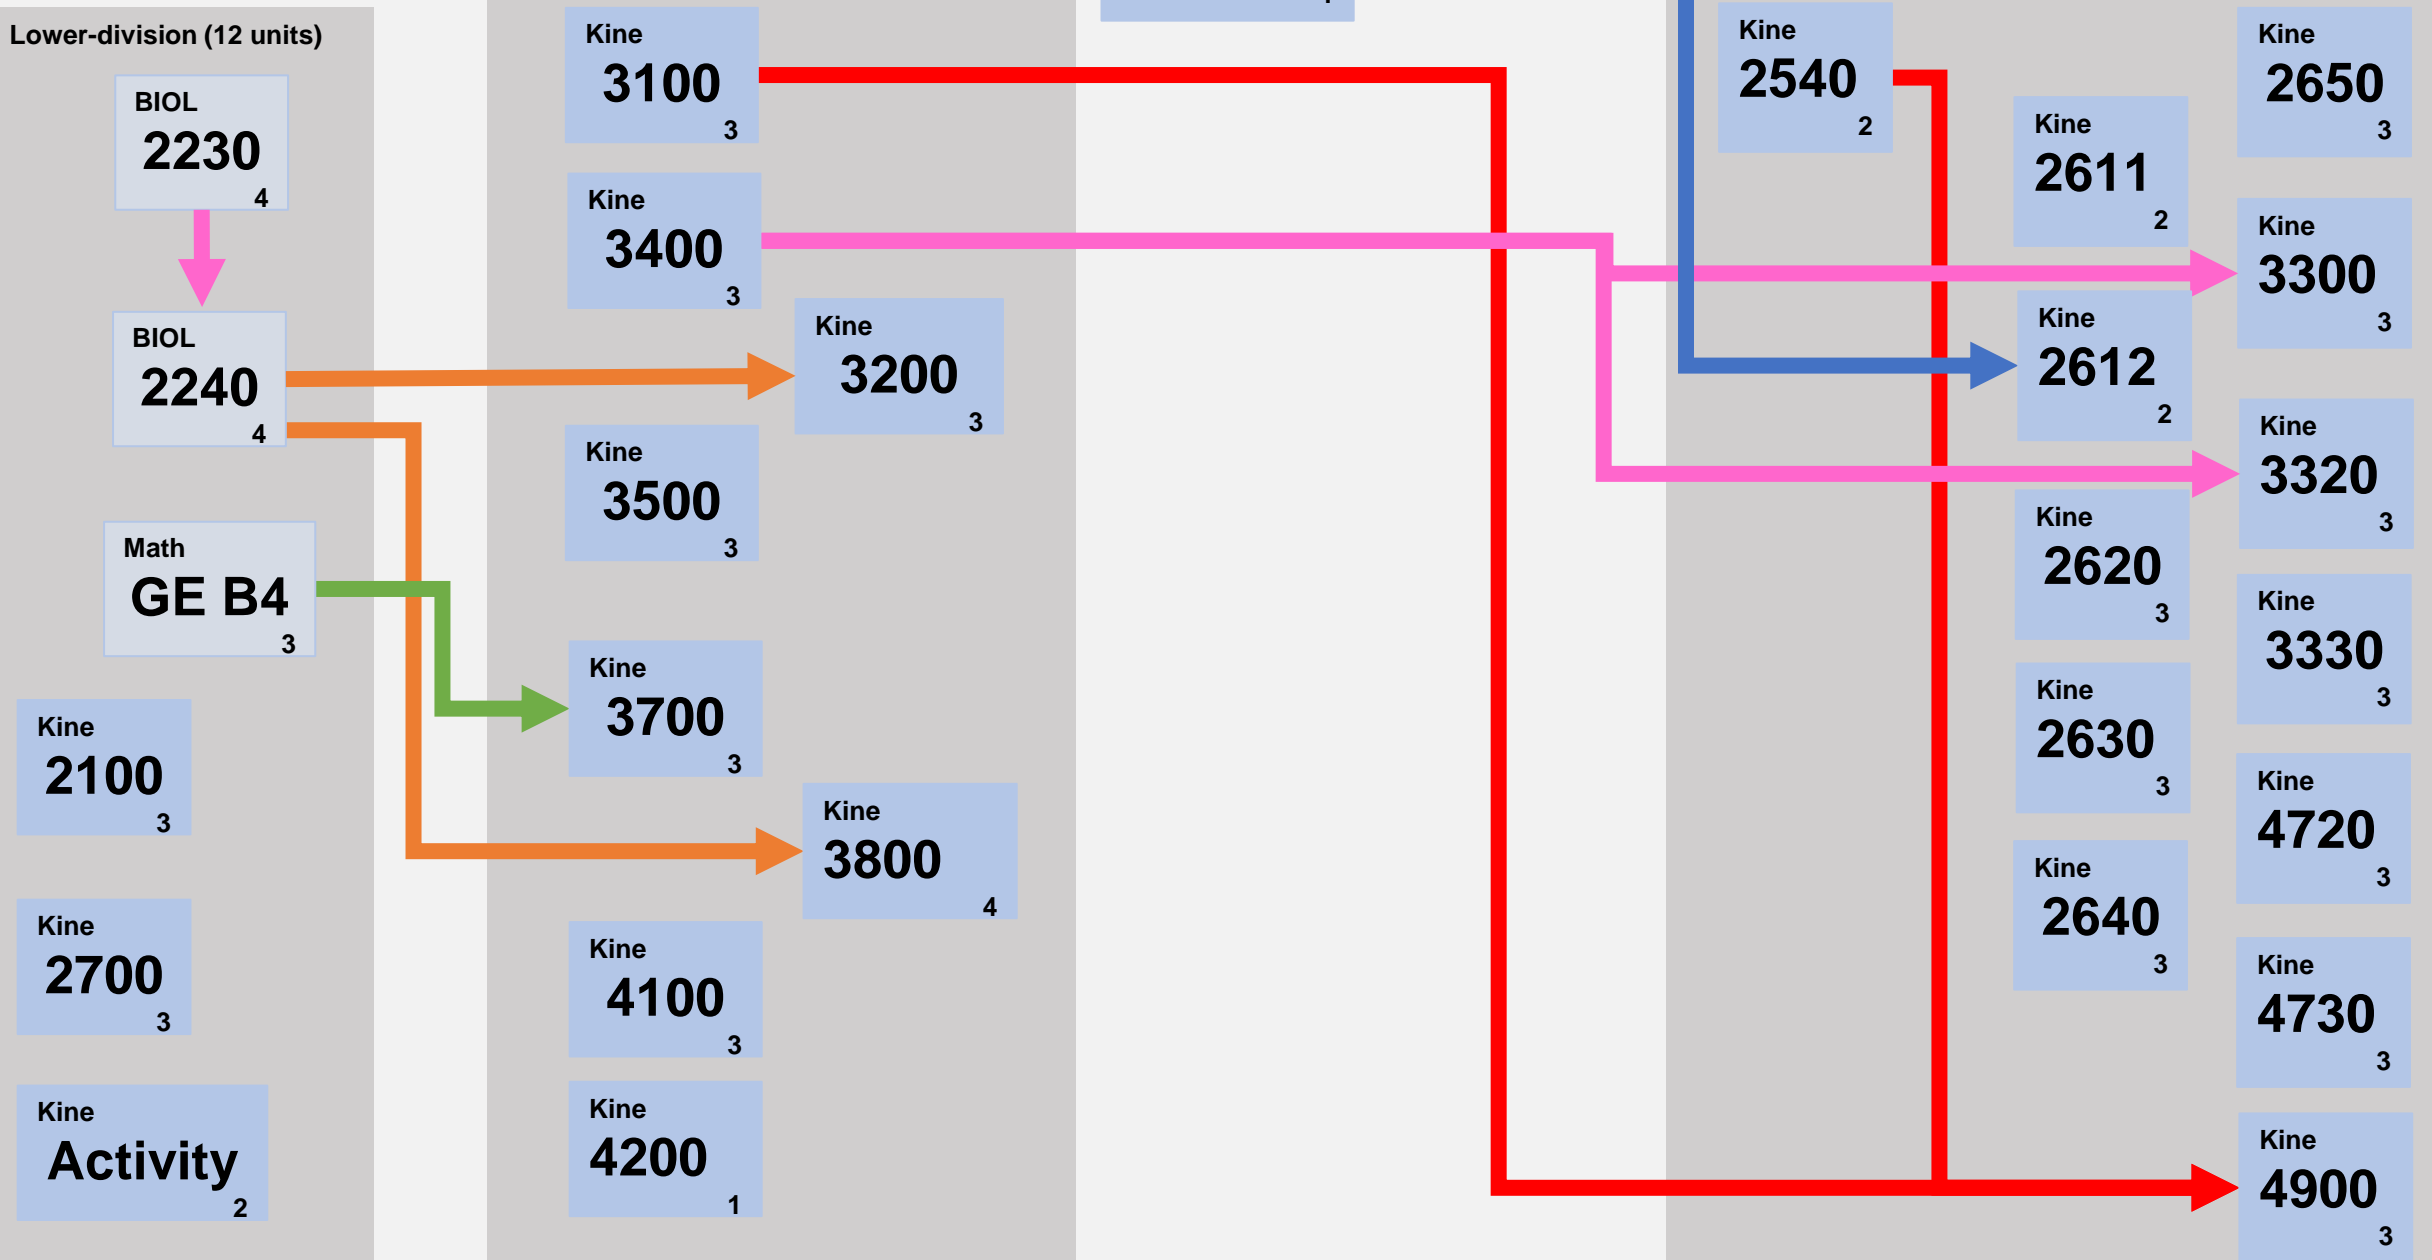 Lower-division (12 units)
BIOL
2230
4
BIOL
2240
4
Math
GE B4
3
Kine
2100
3
Kine
2700
3
Kine
Activity
2
Kine
3100
3
Kine
3400
3
Kine
3200
3
Kine
3500
3
Kine
3700
3
Kine
3800
4
Kine
4100
3
Kine
4200
1
Kine
2540
2
Kine
2611
2
Kine
2612
2
Kine
2620
3
Kine
2630
3
Kine
2640
3
Kine
2650
3
Kine
3300
3
Kine
3320
3
Kine
3330
3
Kine
4720
3
Kine
4730
3
Kine
4900
3